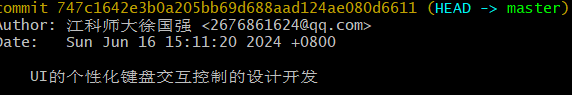 commit 747c1642e3b0a205bb69d688aad124ae080d6611 (HEAD -> master)
Author: 江科师大徐国强 <2676861624@qq.com>
Date:   Sun Jun 16 15:11:20 2024 +0800
UI的个性化键盘交互控制的设计开发